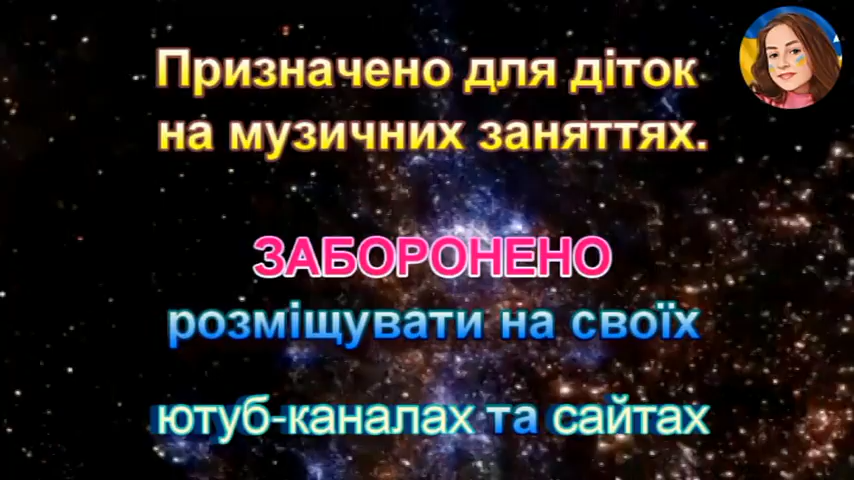 Призначено для діток
на музичних заняттях.
ЗАБОРОНЕНО
розміщувати на своїх
ютуб-каналах та сайтах